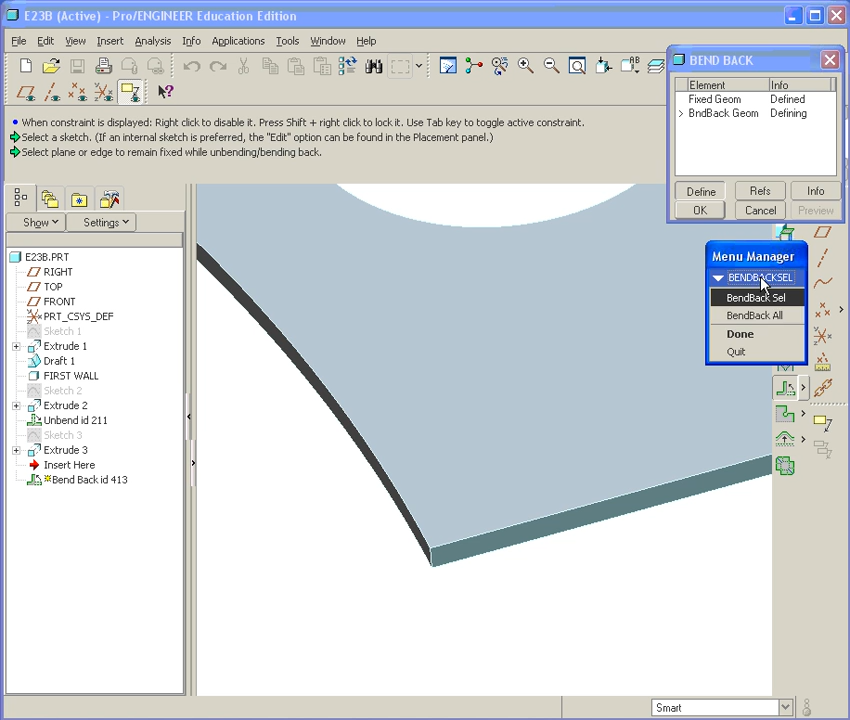 E23B (Active) - Pro/ENGINEER Education Edition
File Edit View Insert Analysis Info Applications Tools Window Help
• When constraint is displayed: Right click to disable it. Press Shift + right click to lock it. Use Tab key to toggle active constraint.
Select a sketch. (If an internal sketch is preferred, the "Edit" option can be found in the Placement panel.)
Select plane or edge to remain fixed while unbending/bending back.
BEND BACK
Element Info
Fixed Geom Defined
> BndBack Geom Defining
Define Refs Info
OK Cancel Preview
Menu Manager
BENDBACKSEL
BendBack Sel
BendBack All
Done
Quit
Show Settings
E23B.PRT
RIGHT
TOP
FRONT
PRT_CSYS_DEF
Sketch 1
Extrude 1
Draft 1
FIRST WALL
Sketch 2
Extrude 2
Unbend id 211
Sketch 3
Extrude 3
Insert Here
Bend Back id 413
Smart